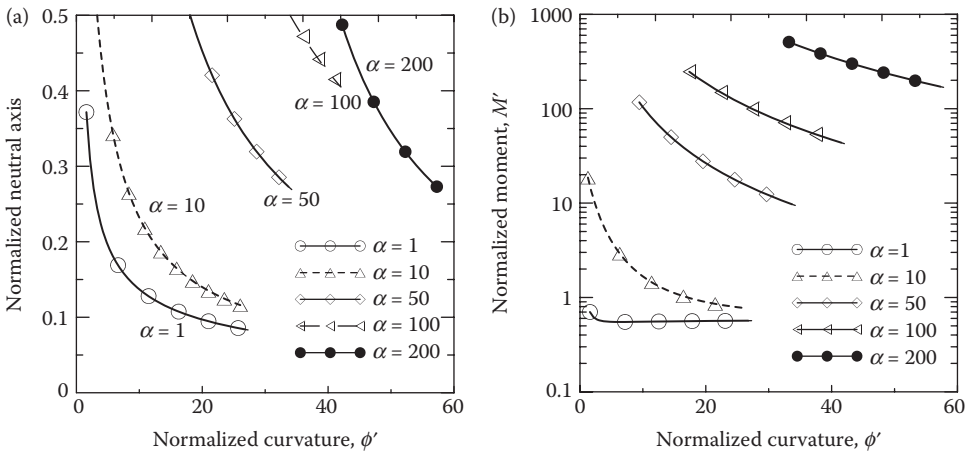 (a)
0.5
0.4
0.3
0.2
0.1
0
0
20
40
60
Normalized neutral axis
Normalized curvature, ϕ′
α = 200
α = 100
α = 50
α = 10
α = 1
α = 1
α = 10
α = 50
α = 100
α = 200
(b)
1000
100
10
1
0.1
0
20
40
60
Normalized moment, M′
Normalized curvature, ϕ′
α = 1
α = 10
α = 50
α = 100
α = 200